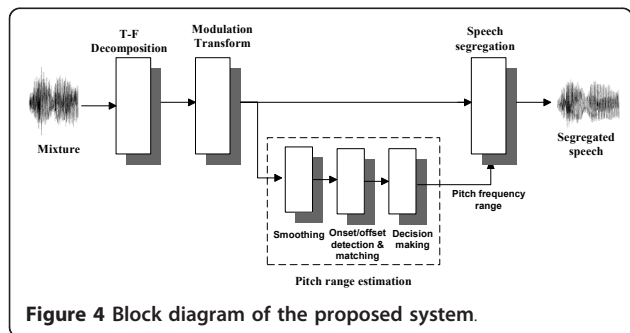 T-F
Decomposition
Modulation
Transform
Speech
segregation
Mixture
Segregated
speech
Smoothing
Onset/offset
detection &
matching
Decision
making
Pitch frequency
range
Pitch range estimation
Figure 4 Block diagram of the proposed system.